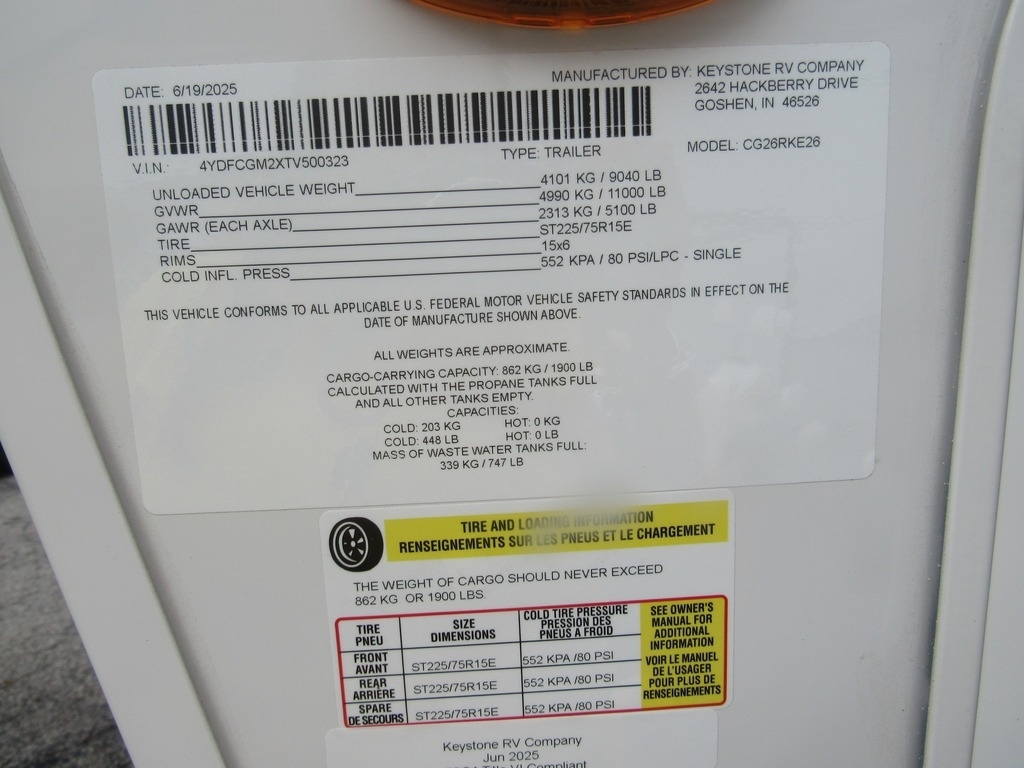 DATE: 6/19/2025
MANUFACTURED BY: KEYSTONE RV COMPANY
2642 HACKBERRY DRIVE
GOSHEN, IN 46526
V.I.N.: 4YDFCGM2XTV500323
TYPE: TRAILER
MODEL: CG26RKE26
UNLOADED VEHICLE WEIGHT 4101 KG / 9040 LB
GVWR 4990 KG / 11000 LB
GAWR (EACH AXLE) 2313 KG / 5100 LB
TIRE ST225/75R15E
RIMS 15x6
COLD INFL. PRESS 552 KPA / 80 PSI/LPC - SINGLE
THIS VEHICLE CONFORMS TO ALL APPLICABLE U.S. FEDERAL MOTOR VEHICLE SAFETY STANDARDS IN EFFECT ON THE
DATE OF MANUFACTURE SHOWN ABOVE.
ALL WEIGHTS ARE APPROXIMATE.
CARGO-CARRYING CAPACITY: 862 KG / 1900 LB
CALCULATED WITH THE PROPANE TANKS FULL
AND ALL OTHER TANKS EMPTY.
CAPACITIES:
COLD: 203 KG HOT: 0 KG
COLD: 448 LB HOT: 0 LB
MASS OF WASTE WATER TANKS FULL:
339 KG / 747 LB
TIRE AND LOADING INFORMATION
RENSEIGNEMENTS SUR LES PNEUS ET LE CHARGEMENT
THE WEIGHT OF CARGO SHOULD NEVER EXCEED
862 KG OR 1900 LBS.
TIRE
PNEU
SIZE
DIMENSIONS
COLD TIRE PRESSURE
PRESSION DES
PNEUS A FROID
FRONT
AVANT
ST225/75R15E
552 KPA /80 PSI
REAR
ARRIÈRE
ST225/75R15E
552 KPA /80 PSI
SPARE
DE SECOURS
ST225/75R15E
552 KPA /80 PSI
SEE OWNER'S
MANUAL FOR
ADDITIONAL
INFORMATION
VOIR LE MANUEL
DE L'USAGER
POUR PLUS DE
RENSEIGNEMENTS
Keystone RV Company
Jun 2025
Title VI Compliant